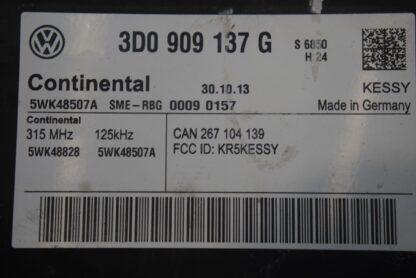 3D0 909 137 G S 6850
H 24
Continental 30.10.13 KESSY
5WK48507A SME-RBG 0009 0157 Made in Germany
Continental
315 MHz 125kHz CAN 267 104 139
5WK48828 5WK48507A FCC ID: KR5KESSY